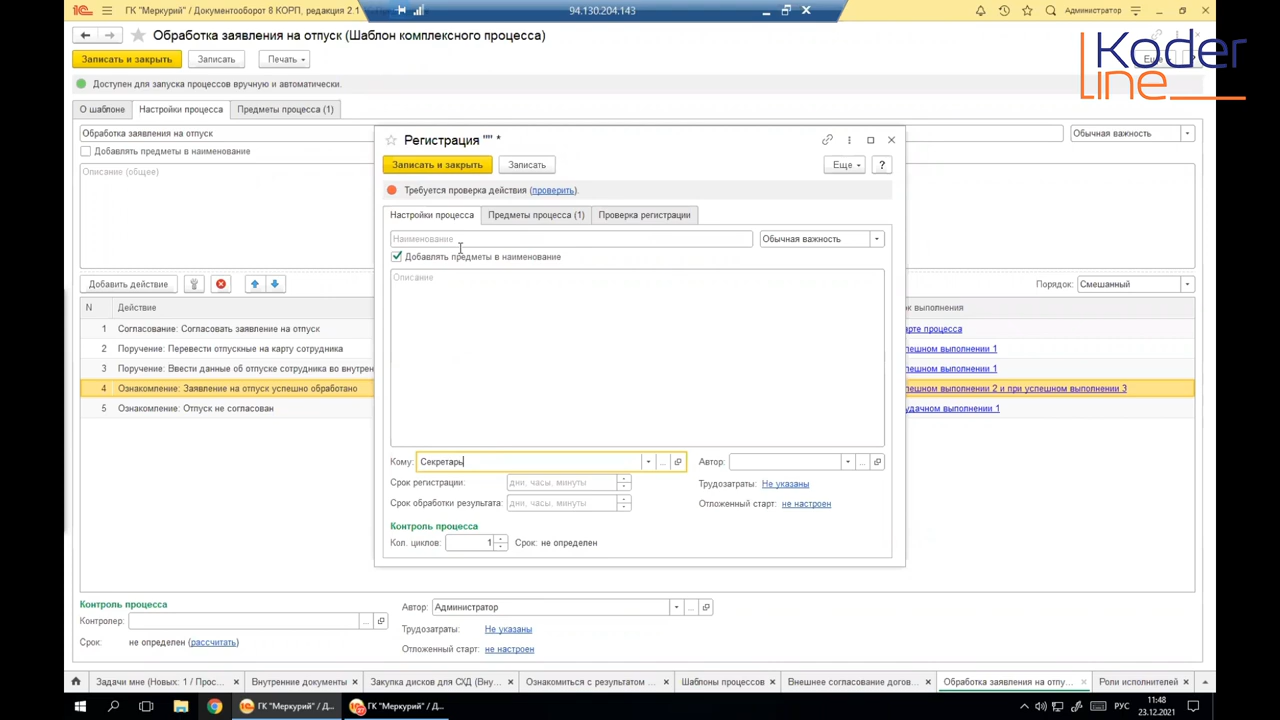 ГК "Меркурий" / Документооборот 8 КОРП, редакция 2.1
94.130.204.143
Администратор
Обработка заявления на отпуск (Шаблон комплексного процесса)
Koder
line
Записать и закрыть
Записать
Печать
Доступен для запуска процессов вручную и автоматически.
О шаблоне
Настройки процесса
Предметы процесса (1)
Обработка заявления на отпуск
Обычная важность
Добавлять предметы в наименование
Описание (общее)
Регистрация "" *
Записать и закрыть
Записать
Еще
?
Требуется проверка действия (проверить).
Настройки процесса
Предметы процесса (1)
Проверка регистрации
Наименование
Обычная важность
Добавлять предметы в наименование
Описание
Кому: Секретарь
Автор:
Срок регистрации: дни, часы, минуты
Трудозатраты: Не указаны
Срок обработки результата: дни, часы, минуты
Отложенный старт: не настроен
Контроль процесса
Кол. циклов: 1 Срок: не определен
Добавить действие
Порядок: Смешанный
N Действие
ок выполнения
1 Согласование: Согласовать заявление на отпуск
арте процесса
2 Поручение: Перевести отпускные на карту сотрудника
пешном выполнении 1
3 Поручение: Ввести данные об отпуске сотрудника во внутрен
пешном выполнении 1
4 Ознакомление: Заявление на отпуск успешно обработано
пешном выполнении 2 и при успешном выполнении 3
5 Ознакомление: Отпуск не согласован
удачном выполнении 1
Контроль процесса
Контролер:
Срок: не определен (рассчитать)
Автор: Администратор
Трудозатраты: Не указаны
Отложенный старт: не настроен
Задачи мне (Новых: 1 / Прос...
Внутренние документы
Закупка дисков для СХД (Вну...
Ознакомиться с результатом ...
Шаблоны процессов
Внешнее согласование догов...
Обработка заявления на отпу...
Роли исполнителей
ГК "Меркурий" / Д...
ГК "Меркурий" / Д...
РУС
11:48
23.12.2021